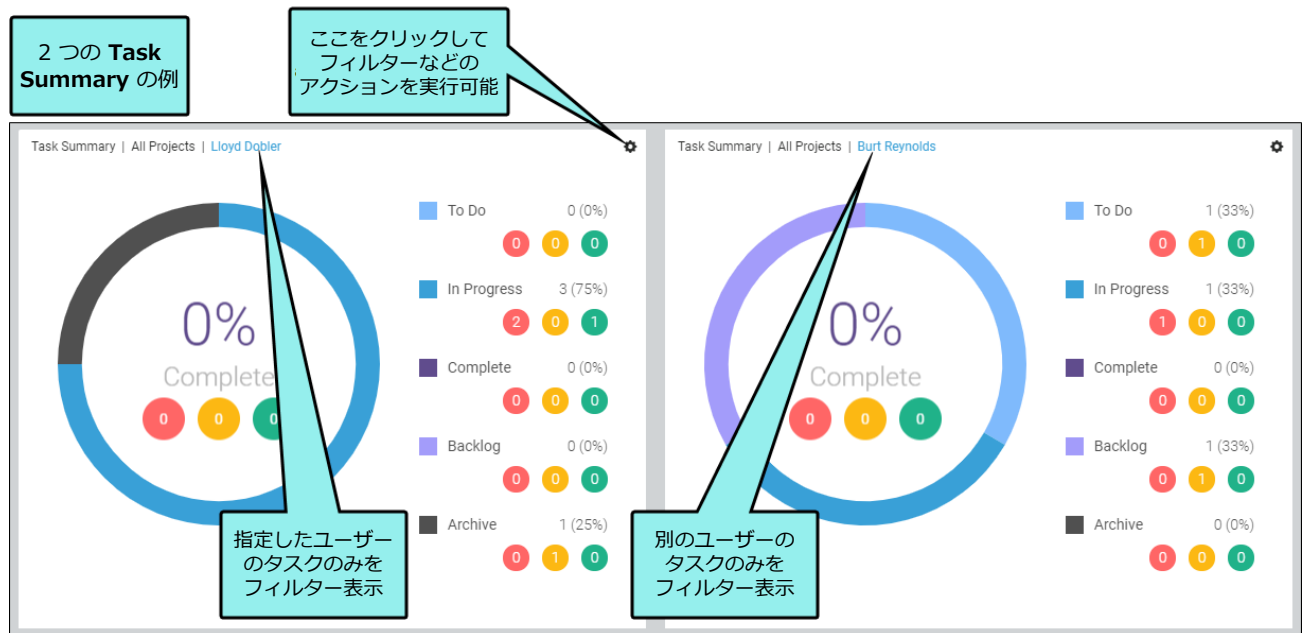 2 つの Task
Summary の例
ここをクリックして
フィルターなどの
アクションを実行可能
Task Summary | All Projects | Lloyd Dobler
To Do 0 (0%)
0 0 0
In Progress 3 (75%)
2 0 1
Complete 0 (0%)
0 0 0
Backlog 0 (0%)
0 0 0
Archive 1 (25%)
0 1 0
0%
Complete
0 0 0
指定したユーザー
のタスクのみを
フィルター表示
Task Summary | All Projects | Burt Reynolds
To Do 1 (33%)
0 1 0
In Progress 1 (33%)
1 0 0
Complete 0 (0%)
0 0 0
Backlog 1 (33%)
0 1 0
Archive 0 (0%)
0 0 0
0%
Complete
0 0 0
別のユーザーの
タスクのみを
フィルター表示